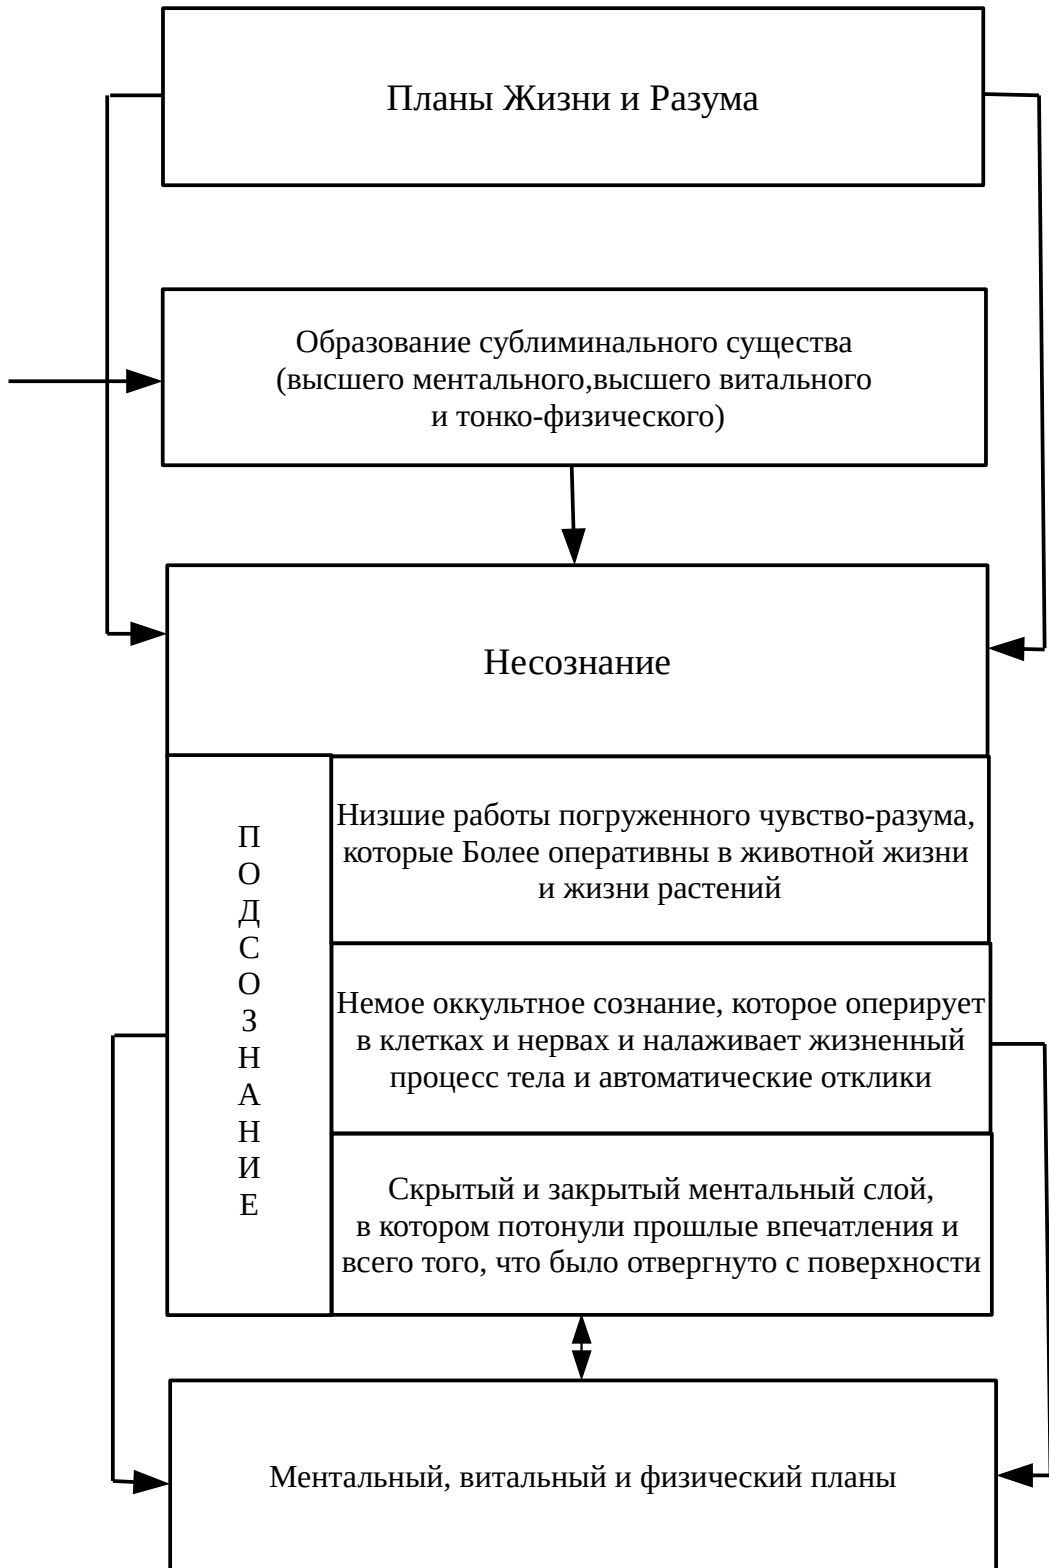 Планы Жизни и Разума
Образование сублиминального существа
(высшего ментального,высшего витального
и тонко-физического)
Несознание
П
О
Д
С
О
З
Н
А
Н
И
Е
Низшие работы погруженного чувство-разума,
которые Более оперативны в животной жизни
и жизни растений
Немое оккультное сознание, которое оперирует
в клетках и нервах и налаживает жизненный
процесс тела и автоматические отклики
Скрытый и закрытый ментальный слой,
в котором потонули прошлые впечатления и
всего того, что было отвергнуто с поверхности
Ментальный, витальный и физический планы